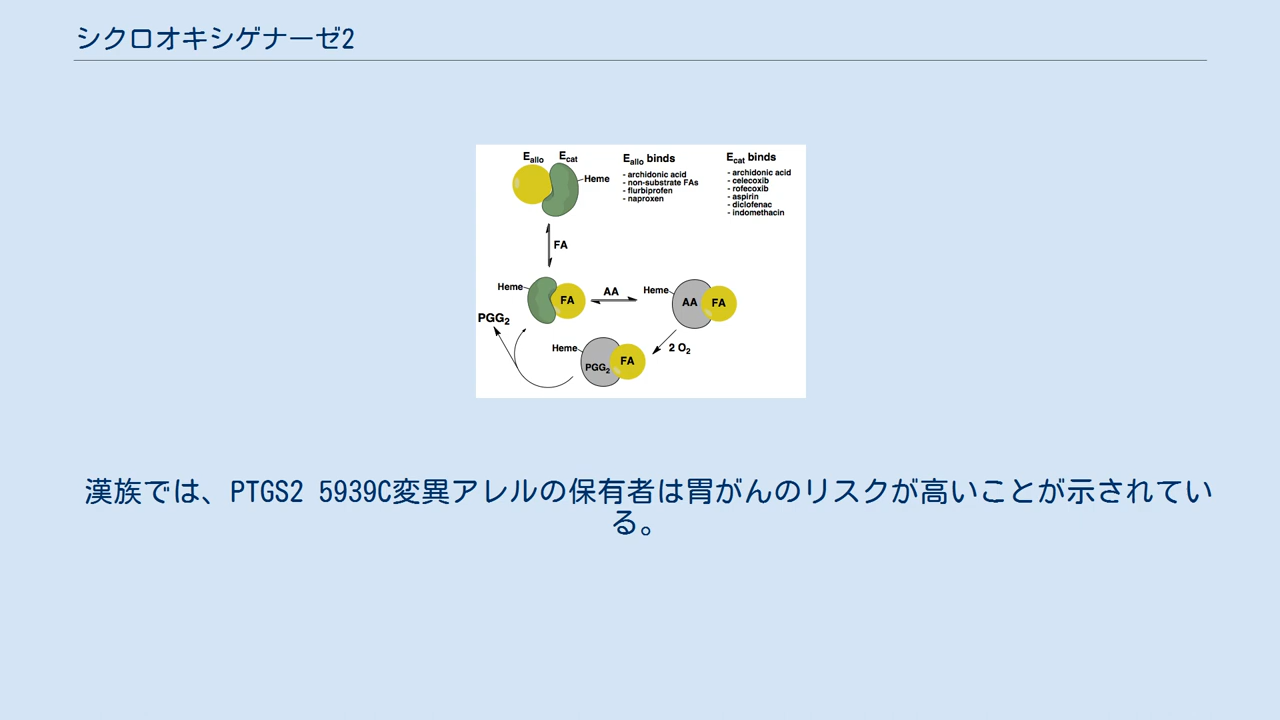 シクロオキシゲナーゼ2
Eallo Ecat
Heme
Eallo binds
- archidonic acid
- non-substrate FAs
- flurbiprofen
- naproxen
Ecat binds
- archidonic acid
- celecoxib
- rofecoxib
- aspirin
- diclofenac
- indomethacin
FA
Heme
FA
AA
Heme
AA
FA
PGG2
2 O2
Heme
PGG2
FA
漢族では、PTGS2 5939C変異アレルの保有者は胃がんのリスクが高いことが示されてい
る。